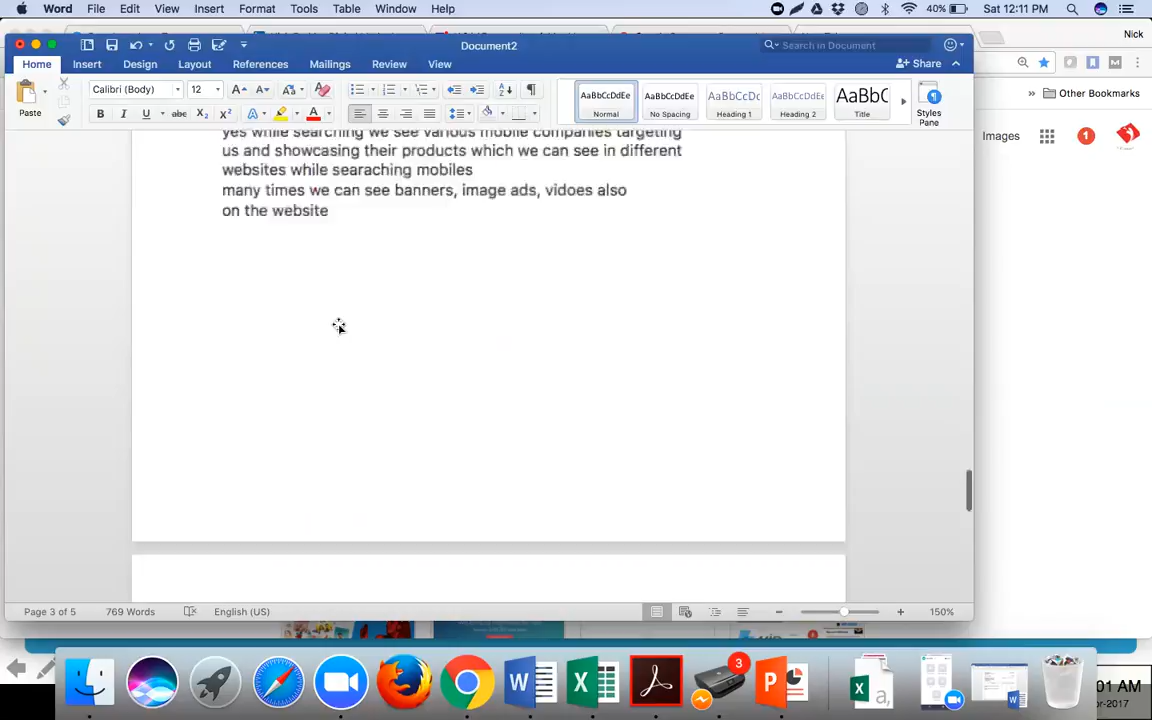 Word File Edit View Insert Format Tools Table Window Help
40% Sat 12:11 PM
Nick
Document2
Search in Document
Home Insert Design Layout References Mailings Review View
Share
Other Bookmarks
Paste
Calibri (Body) 12
AaBbCcDdEe Normal
AaBbCcDdEe No Spacing
AaBbCcDc Heading 1
AaBbCcDdEe Heading 2
AaBbC Title
Styles Pane
Images
1
yes while searching we see various mobile companies targeting
us and showcasing their products which we can see in different
websites while searaching mobiles
many times we can see banners, image ads, vidoes also
on the website
Page 3 of 5 769 Words English (US) 150%
3
:01 AM